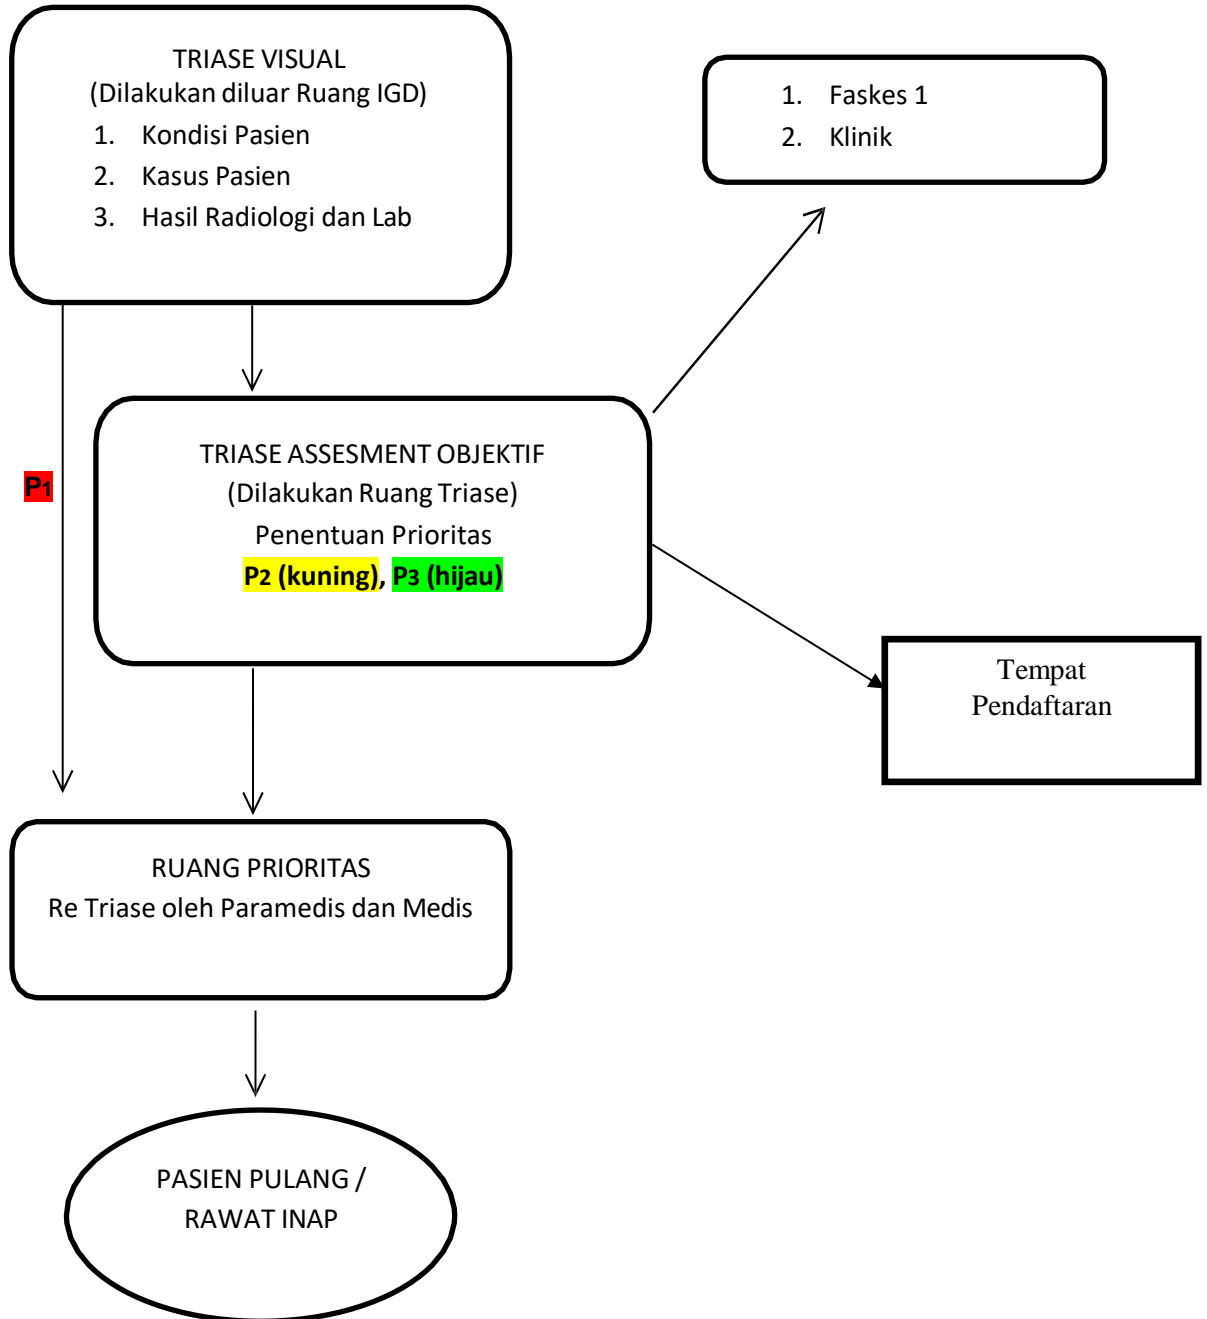 TRIASE VISUAL
(Dilakukan diluar Ruang IGD)
1. Kondisi Pasien
2. Kasus Pasien
3. Hasil Radiologi dan Lab
1. Faskes 1
2. Klinik
P1
TRIASE ASSESMENT OBJEKTIF
(Dilakukan Ruang Triase)
Penentuan Prioritas
P2 (kuning), P3 (hijau)
Tempat
Pendaftaran
RUANG PRIORITAS
Re Triase oleh Paramedis dan Medis
PASIEN PULANG /
RAWAT INAP